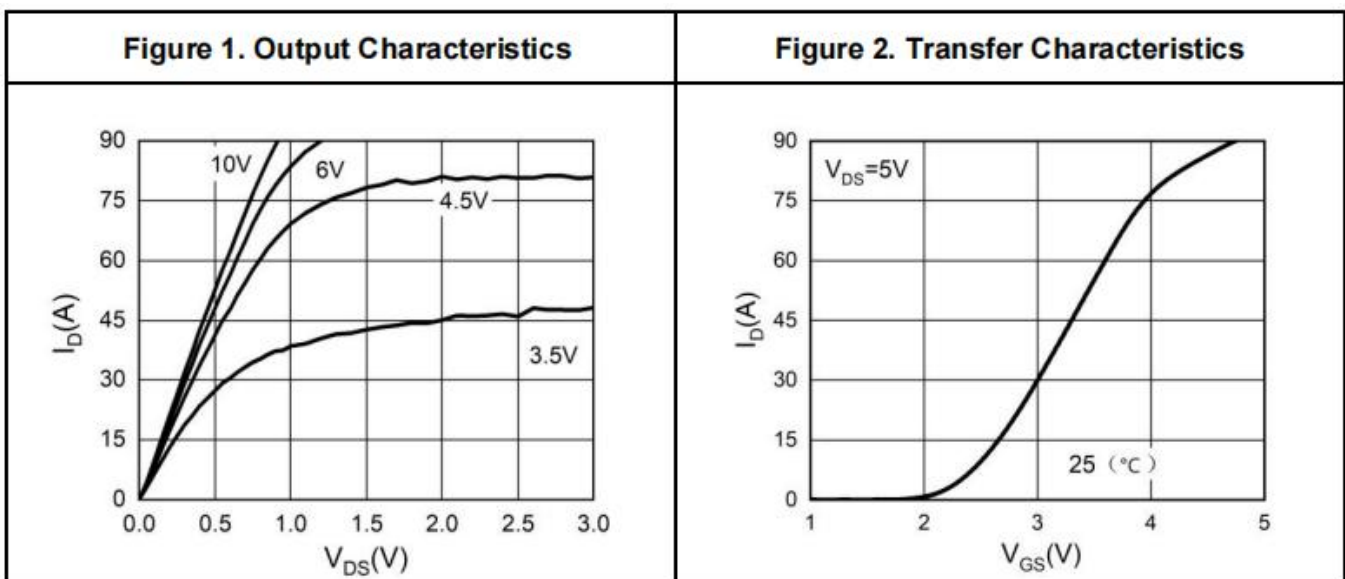 Figure 1. Output Characteristics
90
75
60
45
30
15
0
I_D(A)
10V
6V
4.5V
3.5V
0.0 0.5 1.0 1.5 2.0 2.5 3.0
V_DS(V)
Figure 2. Transfer Characteristics
90
75
60
45
30
15
0
I_D(A)
V_DS=5V
25（℃）
1 2 3 4 5
V_GS(V)